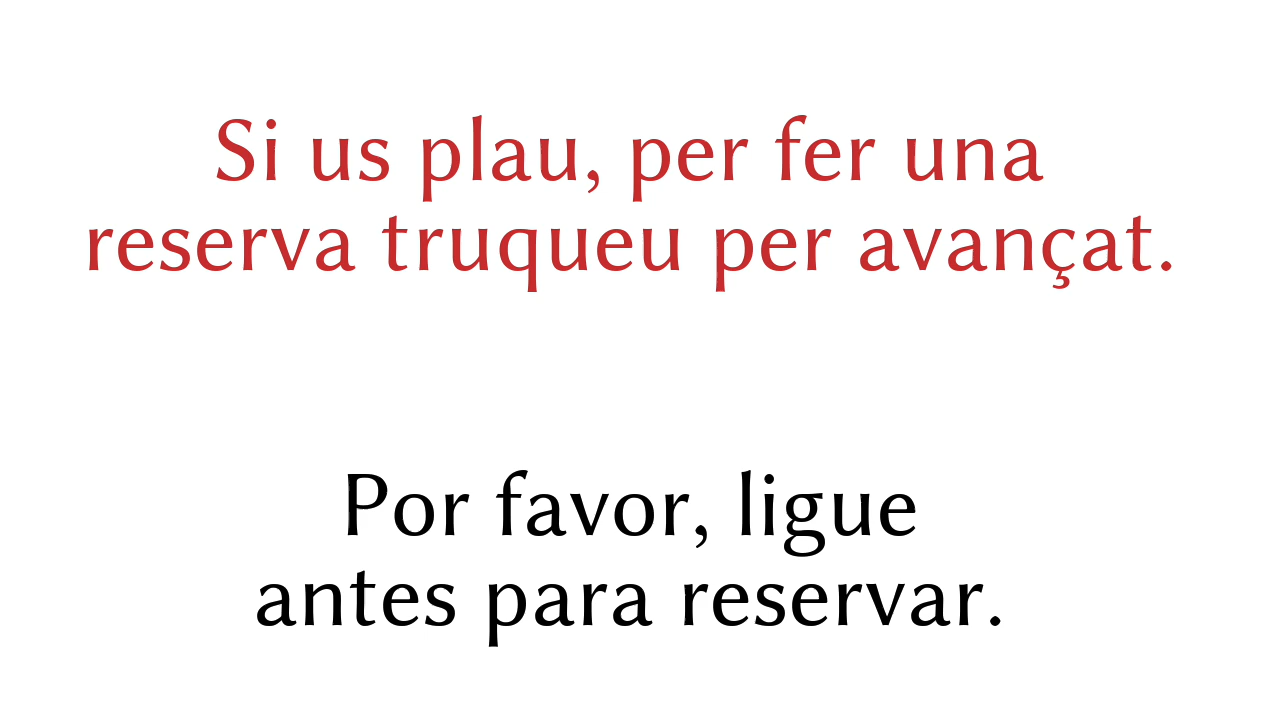 Si us plau, per fer una
reserva truqueu per avançat.
Por favor, ligue
antes para reservar.